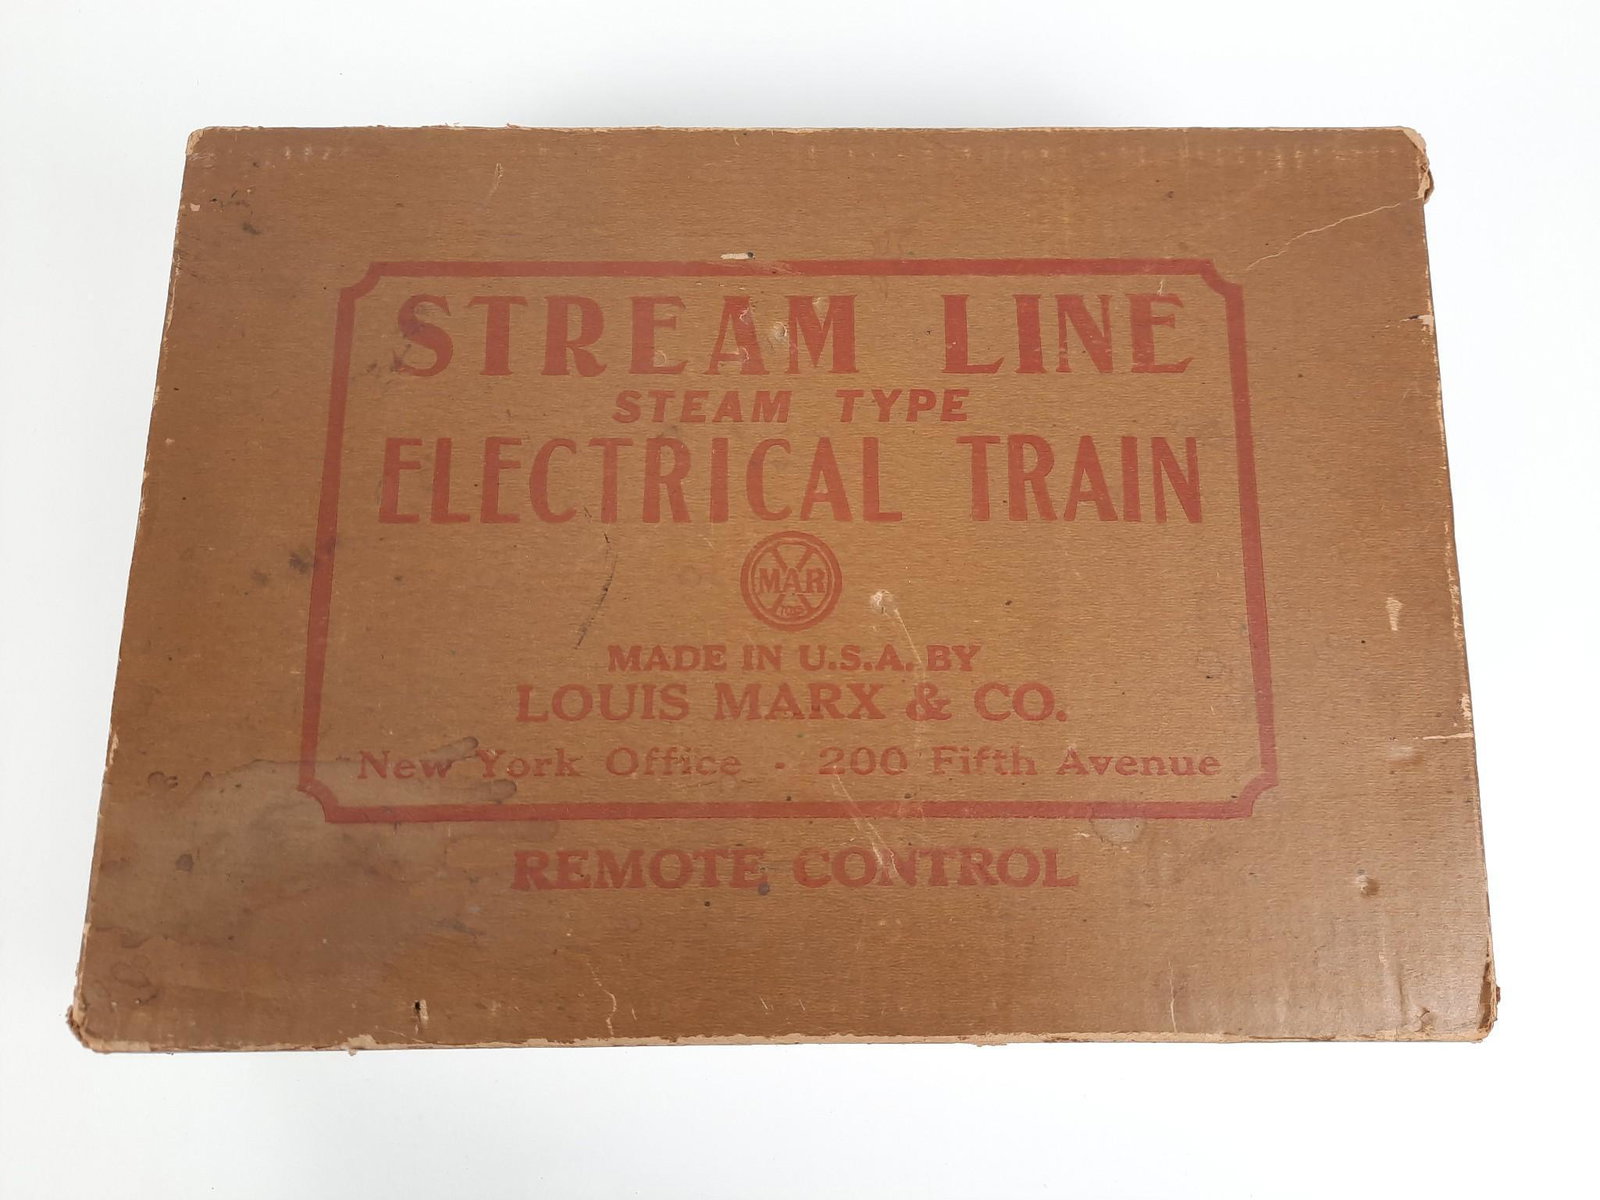 STREAM LINE
STEAM TYPE
ELECTRICAL TRAIN
MAR
TOYS
MADE IN U.S.A. BY
LOUIS MARX & CO.
New York Office - 200 Fifth Avenue
REMOTE CONTROL